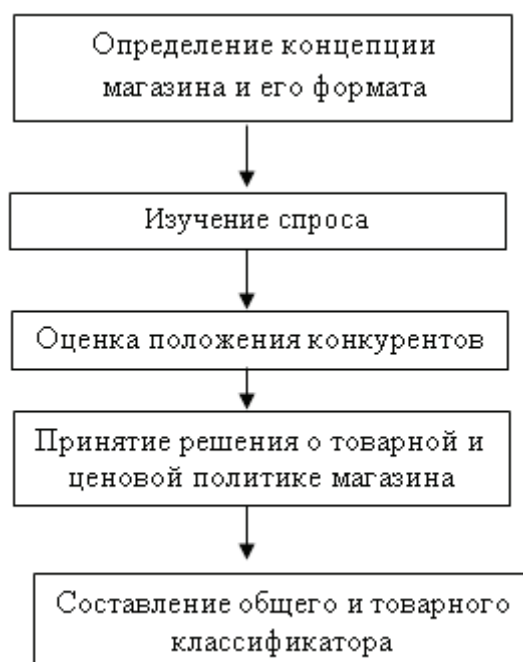 Определение концепции
магазина и его формата
Изучение спроса
Оценка положения конкурентов
Принятие решения о товарной и
ценовой политике магазина
Составление общего и товарного
классификатора